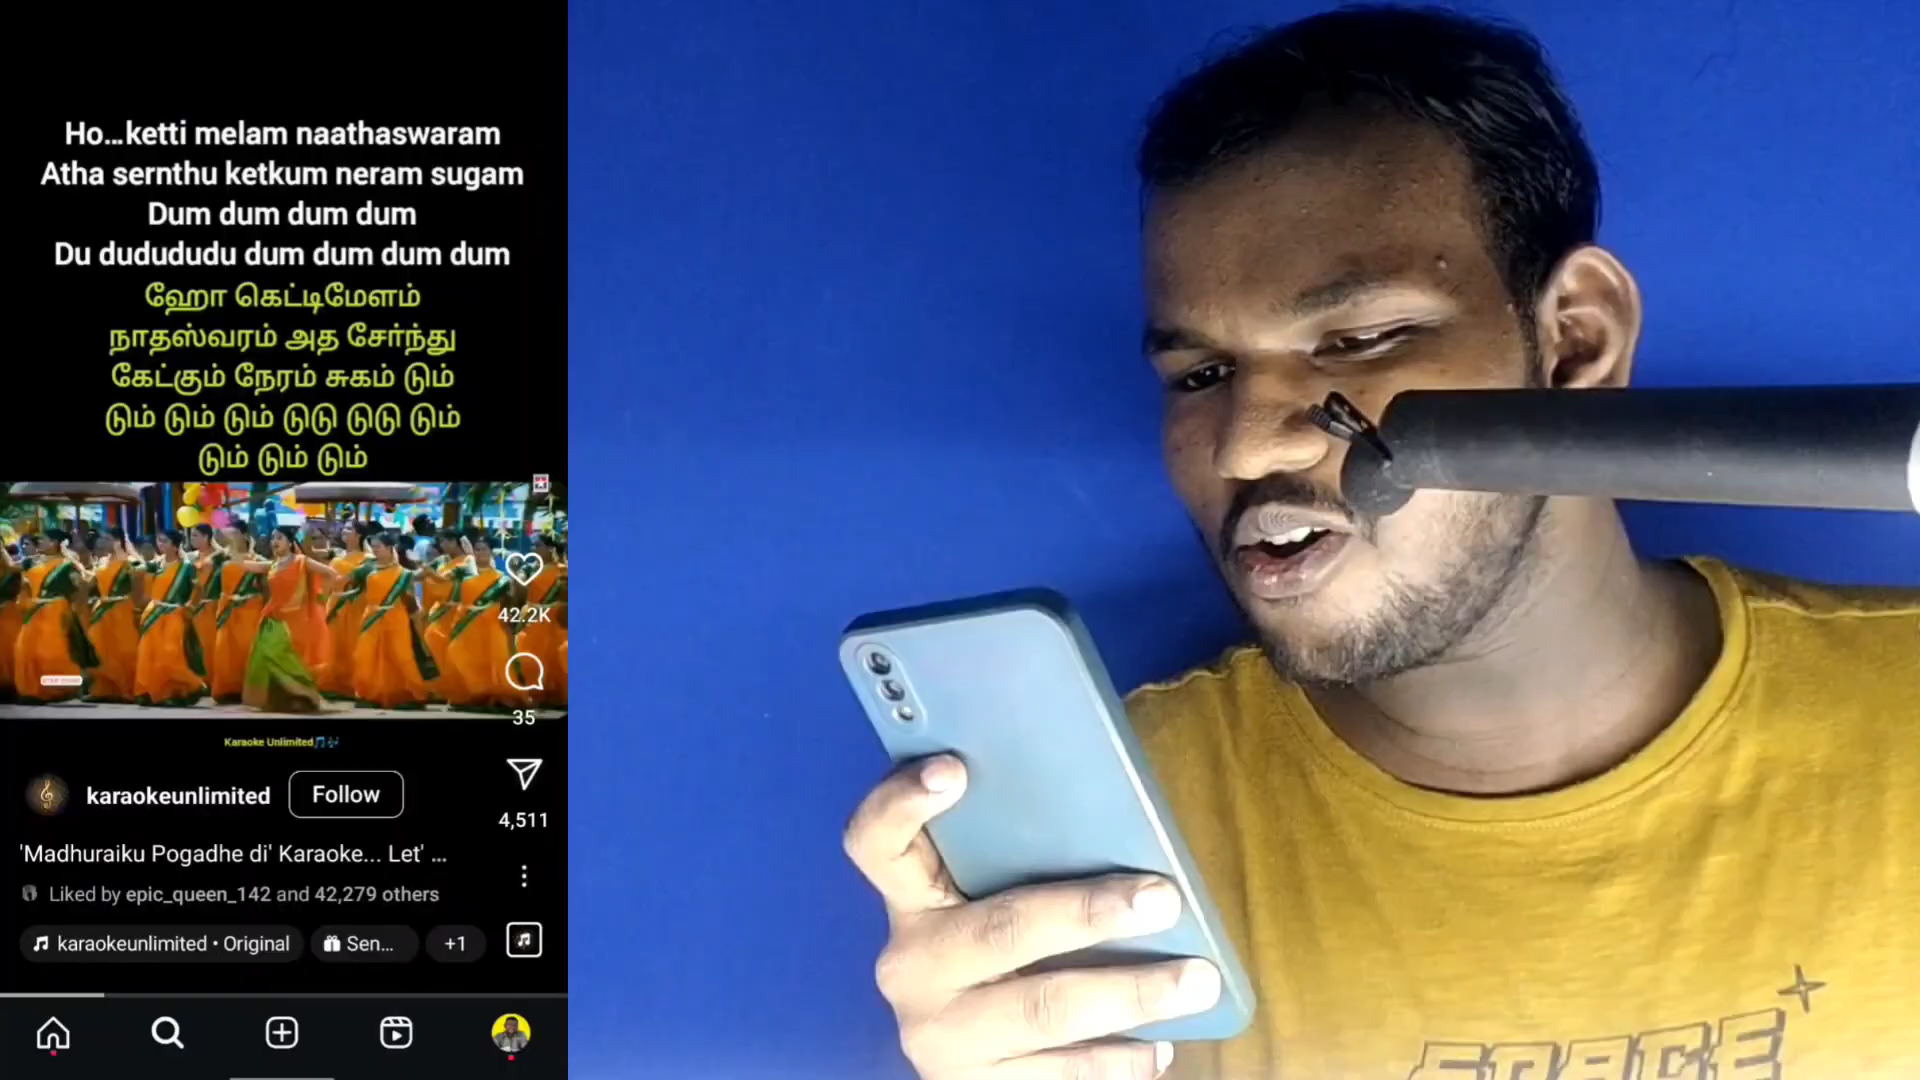 Ho...ketti melam naathaswaram
Atha sernthu ketkum neram sugam
Dum dum dum dum
Du dudududu dum dum dum dum
ஹோ கெட்டிமேளம்
நாதஸ்வரம் அத சேர்ந்து
கேட்கும் நேரம் சுகம் டும்
டும் டும் டும் டுடு டுடு டும்
டும் டும் டும்
42.2K
35
Karaoke Unlimited
karaokeunlimited Follow
4,511
'Madhuraiku Pogadhe di' Karaoke... Let' ...
Liked by epic_queen_142 and 42,279 others
karaokeunlimited • Original Sen... +1
SPACE